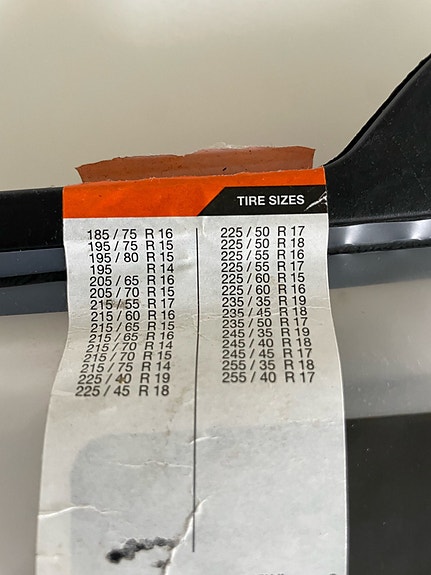 TIRE SIZES
185 / 75 R 16
195 / 75 R 15
195 / 80 R 15
195 R 14
205 / 65 R 16
205 / 70 R 15
215 / 55 R 17
215 / 60 R 16
215 / 65 R 15
215 / 65 R 16
215 / 70 R 14
215 / 70 R 15
215 / 75 R 14
225 / 40 R 19
225 / 45 R 18
225 / 50 R 17
225 / 50 R 18
225 / 55 R 16
225 / 55 R 17
225 / 60 R 15
225 / 60 R 16
235 / 35 R 19
235 / 45 R 18
235 / 50 R 17
245 / 35 R 19
245 / 40 R 18
245 / 45 R 17
255 / 35 R 18
255 / 40 R 17